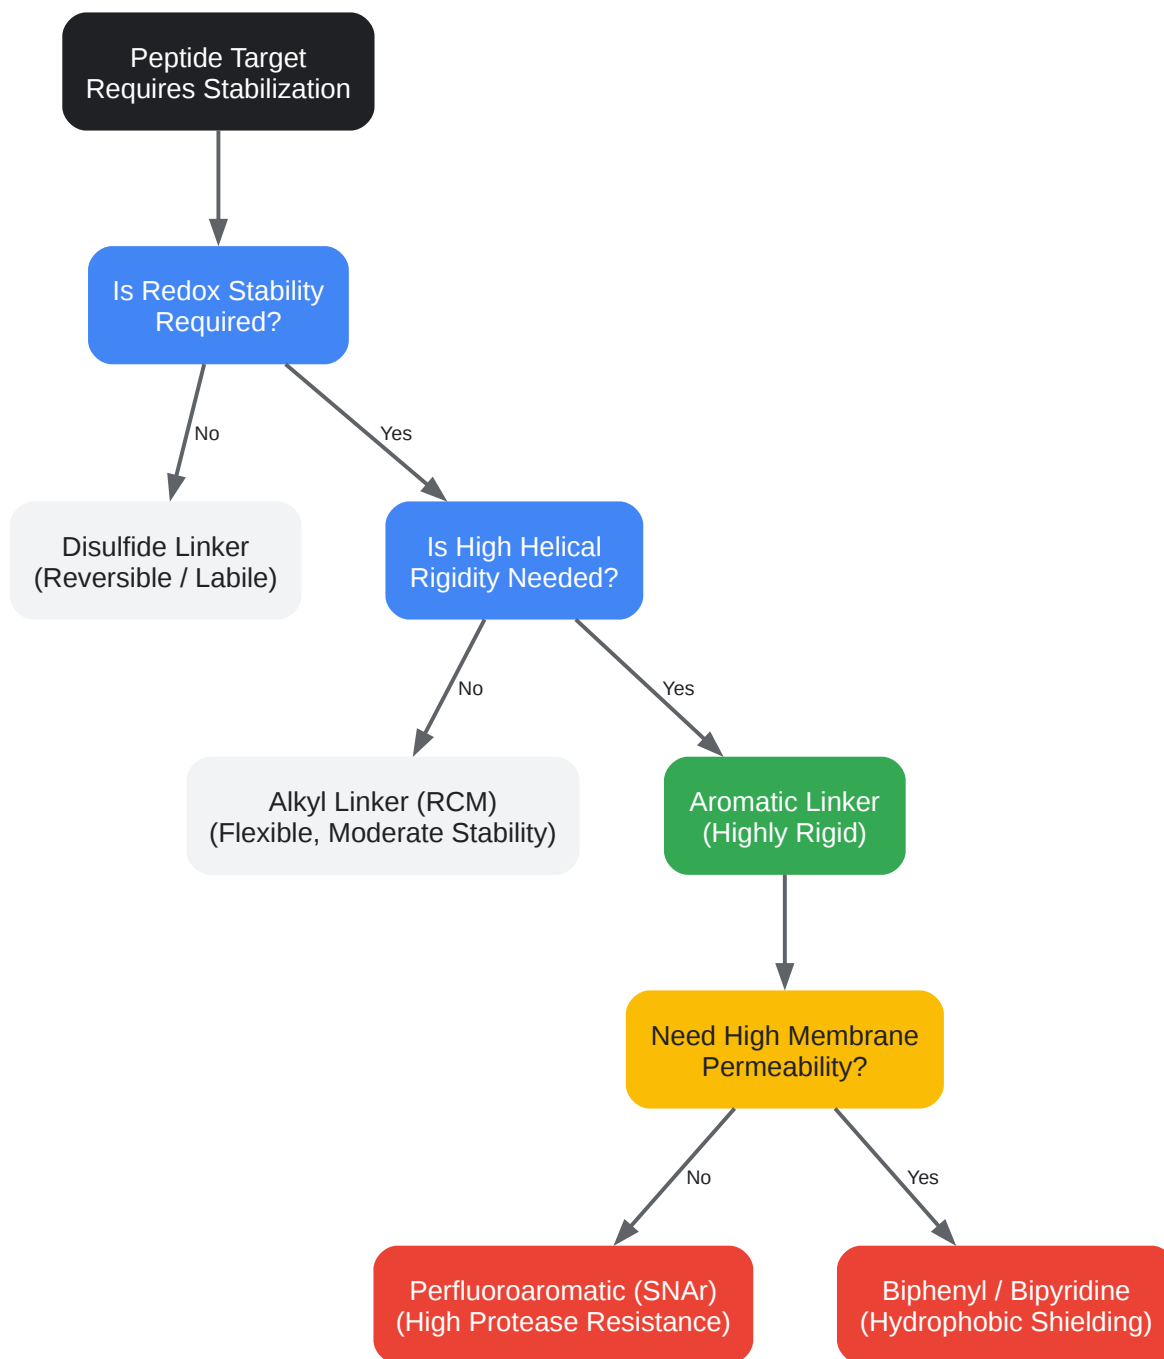 Peptide Target
Requires Stabilization
Is Redox Stability
Required?
No
Yes
Disulfide Linker
(Reversible / Labile)
Is High Helical
Rigidity Needed?
No
Yes
Alkyl Linker (RCM)
(Flexible, Moderate Stability)
Aromatic Linker
(Highly Rigid)
Need High Membrane
Permeability?
No
Yes
Perfluoroaromatic (SNAr)
(High Protease Resistance)
Biphenyl / Bipyridine
(Hydrophobic Shielding)